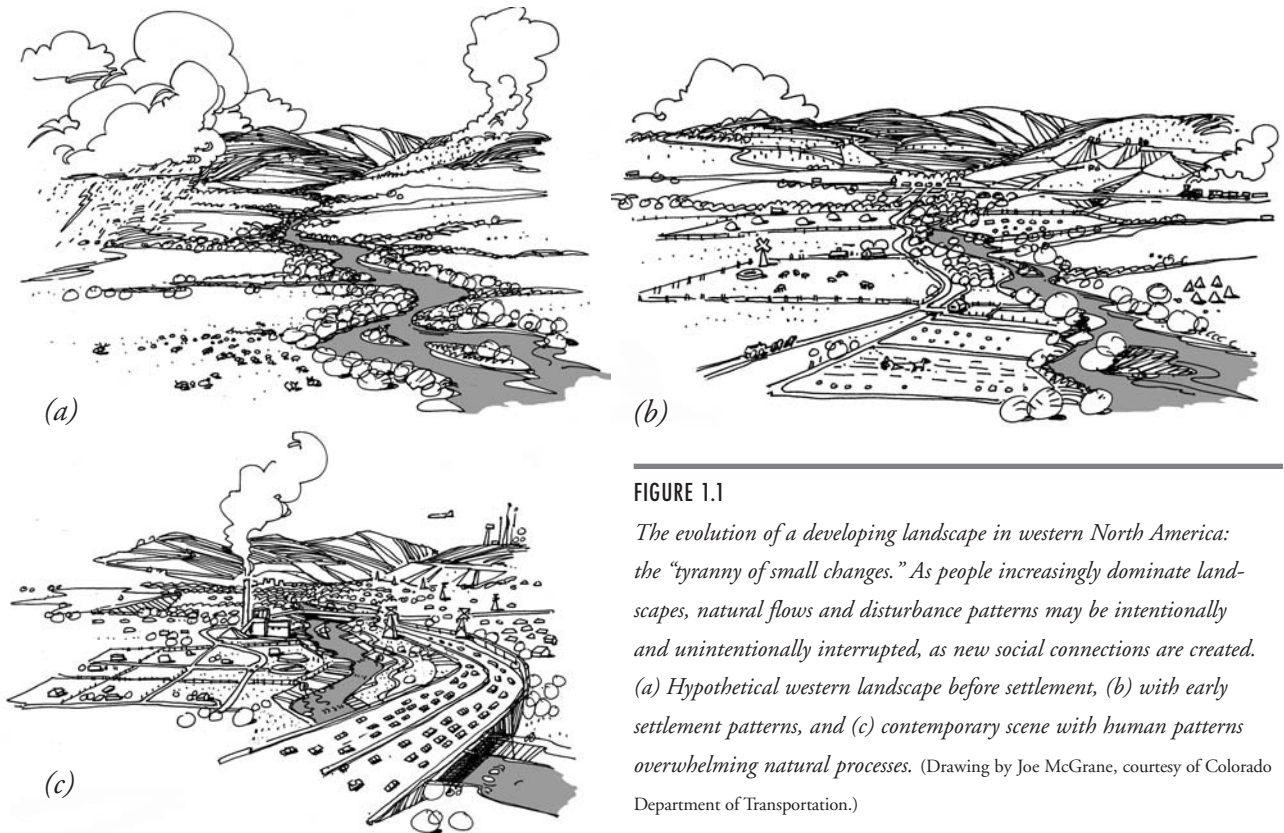 (a)
(b)
(c)
FIGURE 1.1
The evolution of a developing landscape in western North America:
the “tyranny of small changes.” As people increasingly dominate land-
scapes, natural flows and disturbance patterns may be intentionally
and unintentionally interrupted, as new social connections are created.
(a) Hypothetical western landscape before settlement, (b) with early
settlement patterns, and (c) contemporary scene with human patterns
overwhelming natural processes. (Drawing by Joe McGrane, courtesy of Colorado
Department of Transportation.)